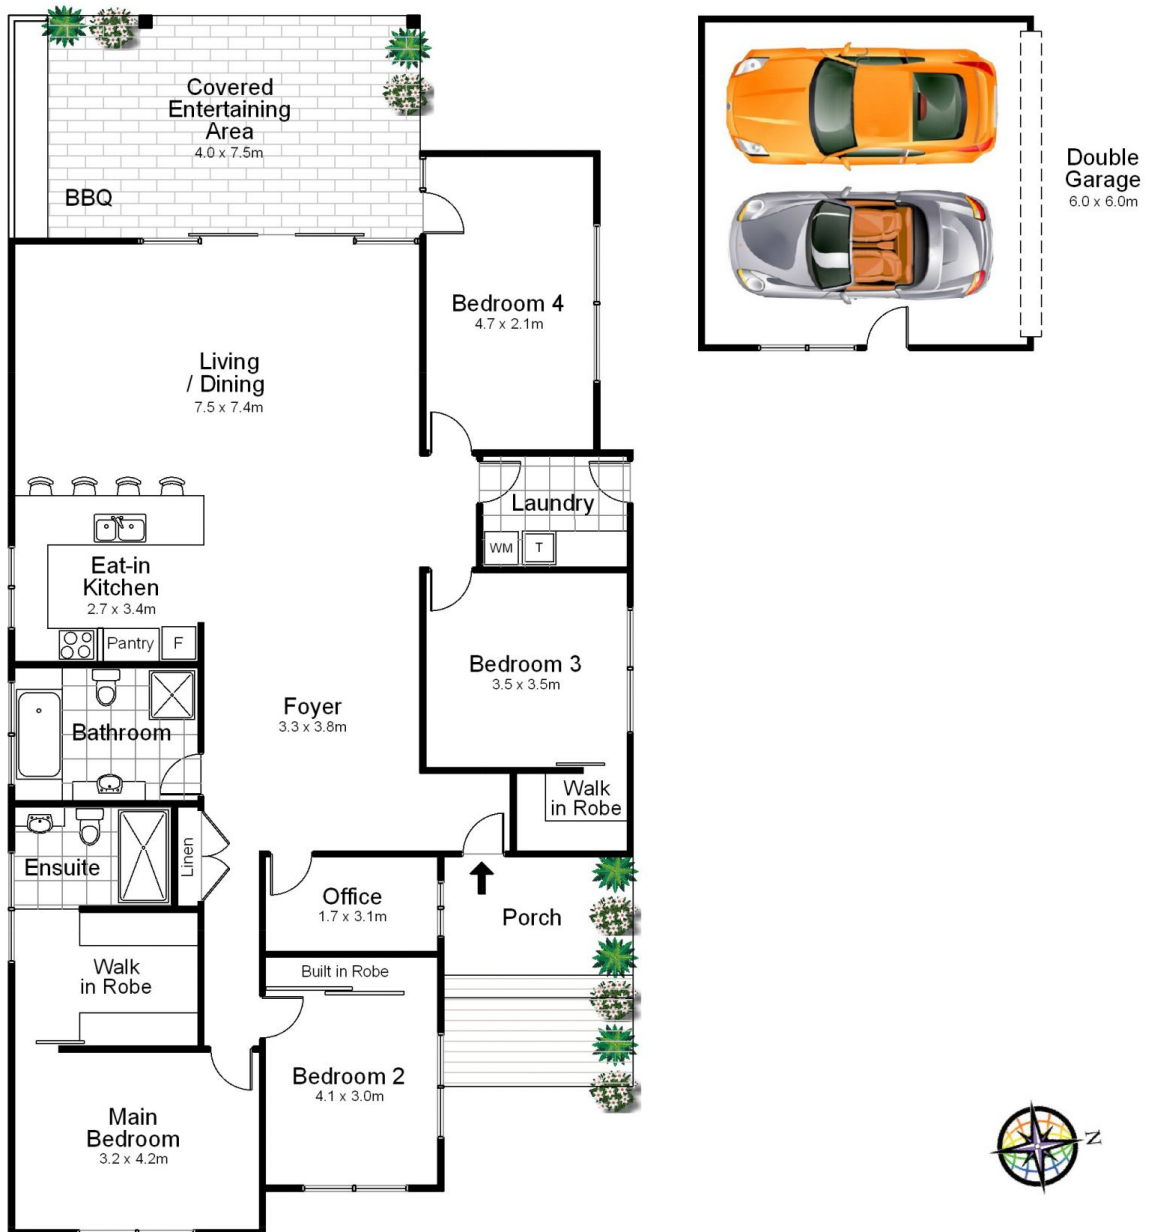 Covered
Entertaining
Area
4.0 x 7.5m
BBQ
Double
Garage
6.0 x 6.0m
Bedroom 4
4.7 x 2.1m
Living
/ Dining
7.5 x 7.4m
Laundry
WM
T
Eat-in
Kitchen
2.7 x 3.4m
Pantry
F
Bedroom 3
3.5 x 3.5m
Foyer
3.3 x 3.8m
Bathroom
Walk
in Robe
Ensuite
Linen
Office
1.7 x 3.1m
Porch
Walk
in Robe
Built in Robe
Bedroom 2
4.1 x 3.0m
Main
Bedroom
3.2 x 4.2m
N